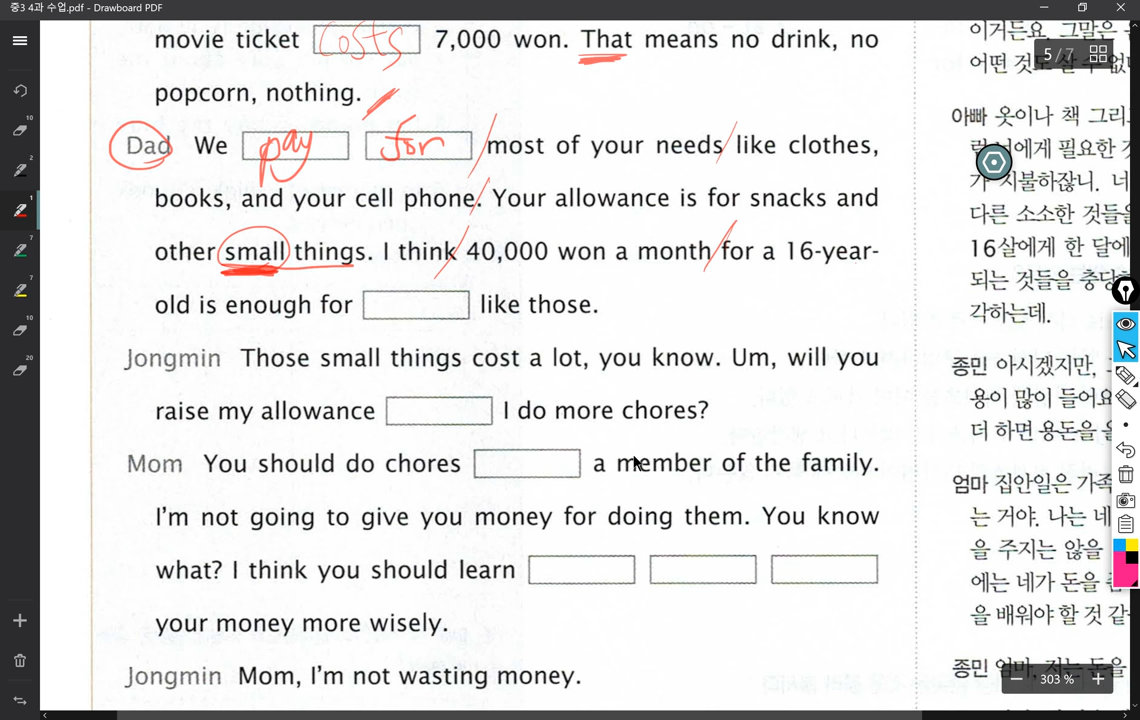 중3 4과 수업.pdf - Drawboard PDF
movie ticket costs 7,000 won. That means no drink, no
popcorn, nothing.
Dad We pay for most of your needs like clothes,
books, and your cell phone. Your allowance is for snacks and
other small things. I think 40,000 won a month for a 16-year-
old is enough for like those.
Jongmin Those small things cost a lot, you know. Um, will you
raise my allowance I do more chores?
Mom You should do chores a member of the family.
I'm not going to give you money for doing them. You know
what? I think you should learn
your money more wisely.
Jongmin Mom, I'm not wasting money.
이거든요. 그말은
어떤 것도 살 수
5 / 7
아빠 옷이나 책 그리
에게 필요한
가 지불하잖니. 너
다른 소소한 것들을
16살에게 한 달에
되는 것들을 충당
각하는데.
종민 아시겠지만,
용이 많이 들어요
더 하면 용돈을 올
엄마 집안일은 가족
는 거야. 나는 네
을 주지는 않을
에는 네가 돈을
을 배워야 할 것 같
종민 엄마, 저는 돈을
303 %
10
2
1
7
7
10
20